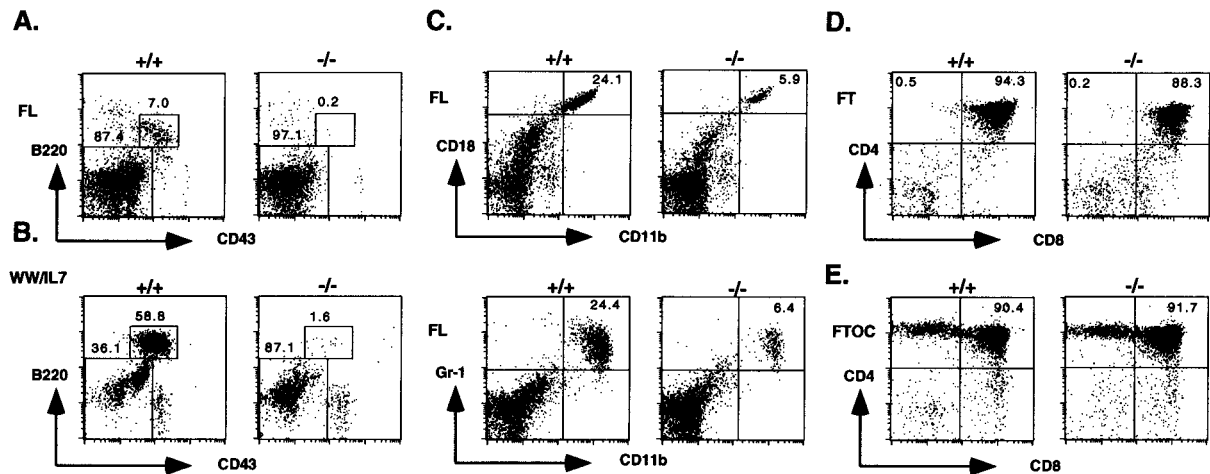 A.
+/+
-/-
FL
7.0
0.2
87.4
97.1
B220
CD43
B.
WW/IL7
+/+
-/-
58.8
1.6
36.1
87.1
B220
CD43
C.
+/+
-/-
FL
24.1
5.9
CD18
CD11b
+/+
-/-
FL
24.4
6.4
Gr-1
CD11b
D.
+/+
-/-
FT
0.5
94.3
0.2
88.3
CD4
CD8
E.
+/+
-/-
FTOC
90.4
91.7
CD4
CD8